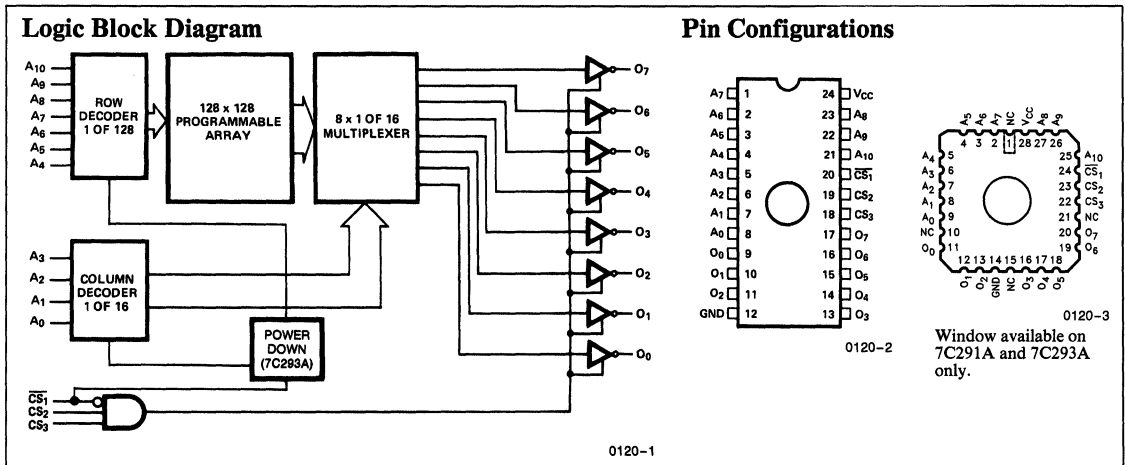 Logic Block Diagram
A10
A9
A8
A7
A6
A5
A4
ROW
DECODER
1 OF 128
128 x 128
PROGRAMMABLE
ARRAY
8 x 1 OF 16
MULTIPLEXER
O7
O6
O5
O4
O3
O2
O1
O0
A3
A2
A1
A0
COLUMN
DECODER
1 OF 16
POWER
DOWN
(7C293A)
CS1
CS2
CS3
0120-1
Pin Configurations
A7 1 24 VCC
A6 2 23 A8
A5 3 22 A9
A4 4 21 A10
A3 5 20 CS1
A2 6 19 CS2
A1 7 18 CS3
A0 8 17 O7
O0 9 16 O6
O1 10 15 O5
O2 11 14 O4
GND 12 13 O3
0120-2
A5 A6 A7 NC VCC A8 A9
4 3 2 1 28 27 26
A4 5 25 A10
A3 6 24 CS1
A2 7 23 CS2
A1 8 22 CS3
A0 9 21 NC
NC 10 20 O7
O0 11 19 O6
12 13 14 15 16 17 18
O1 O2 GND NC O3 O4 O5
0120-3
Window available on
7C291A and 7C293A
only.